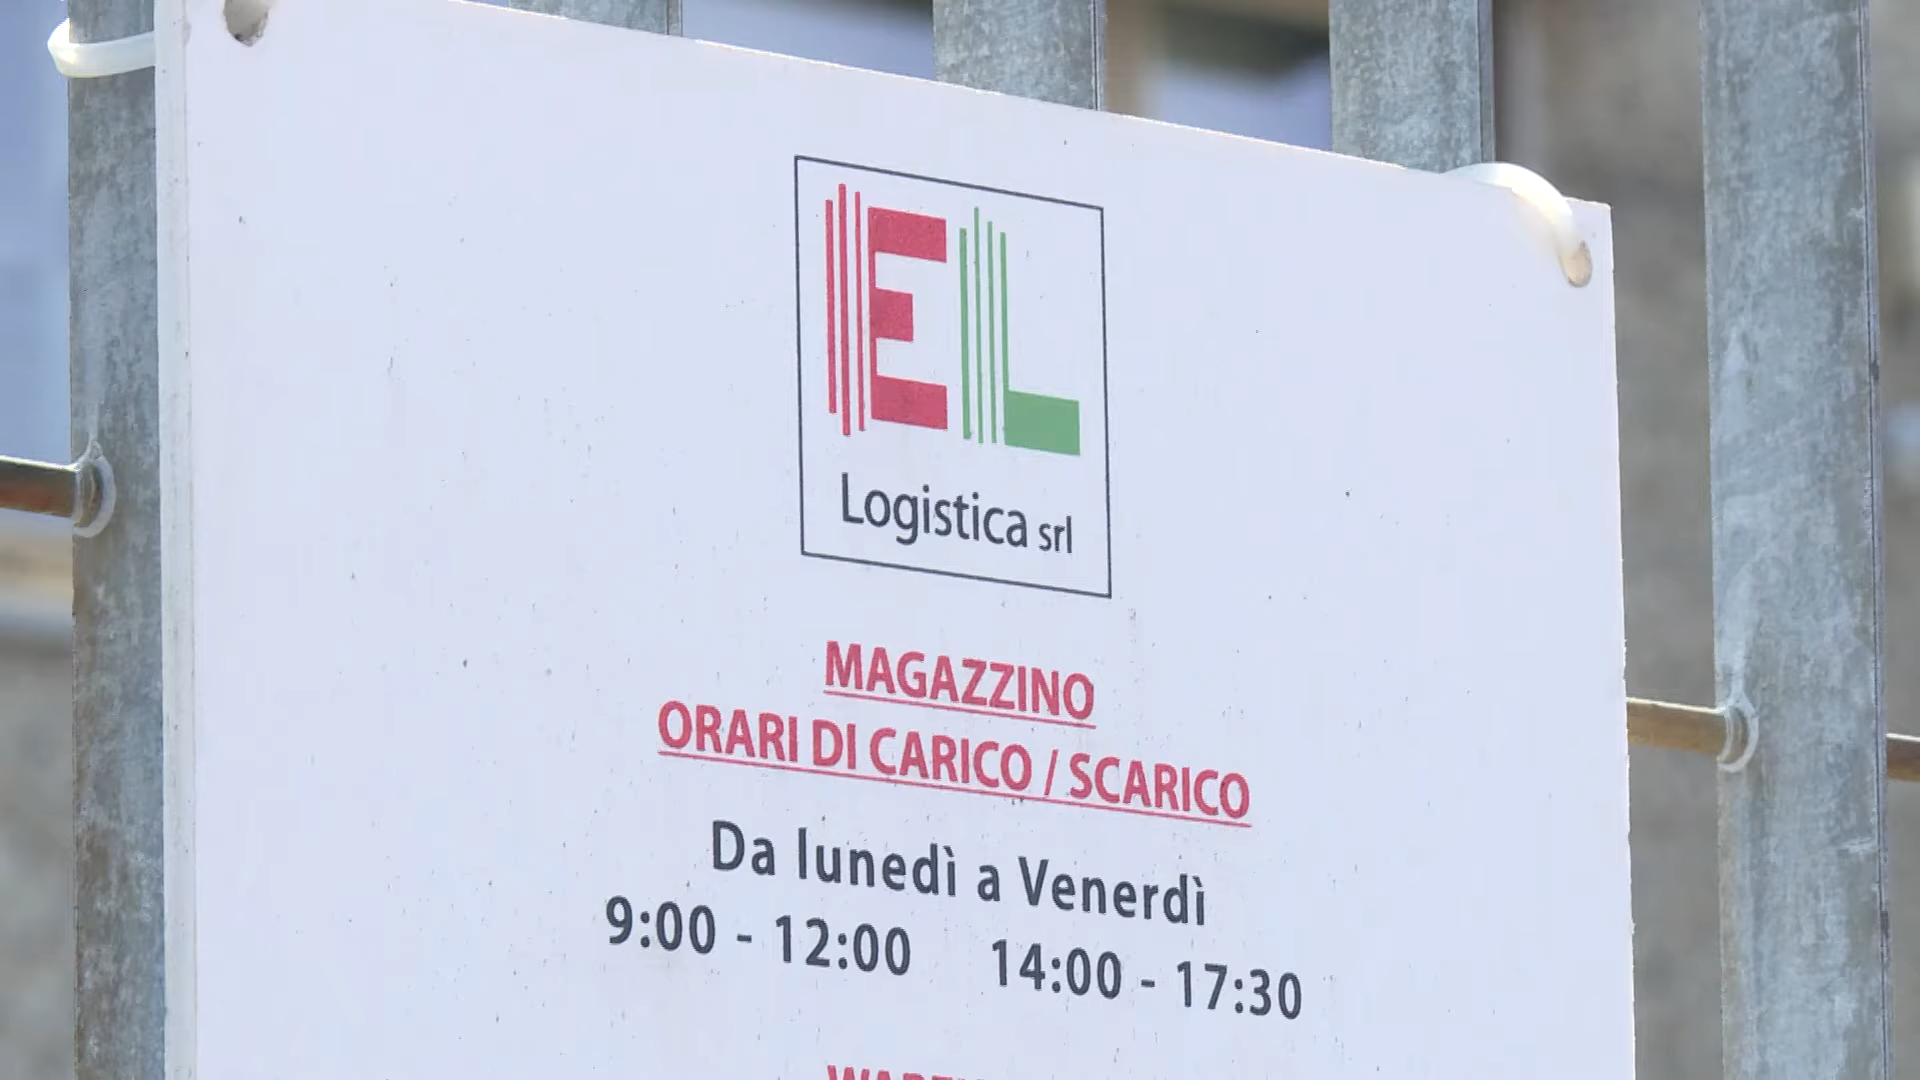 EL
Logistica srl
MAGAZZINO
ORARI DI CARICO / SCARICO
Da lunedì a Venerdì
9:00 - 12:00 14:00 - 17:30